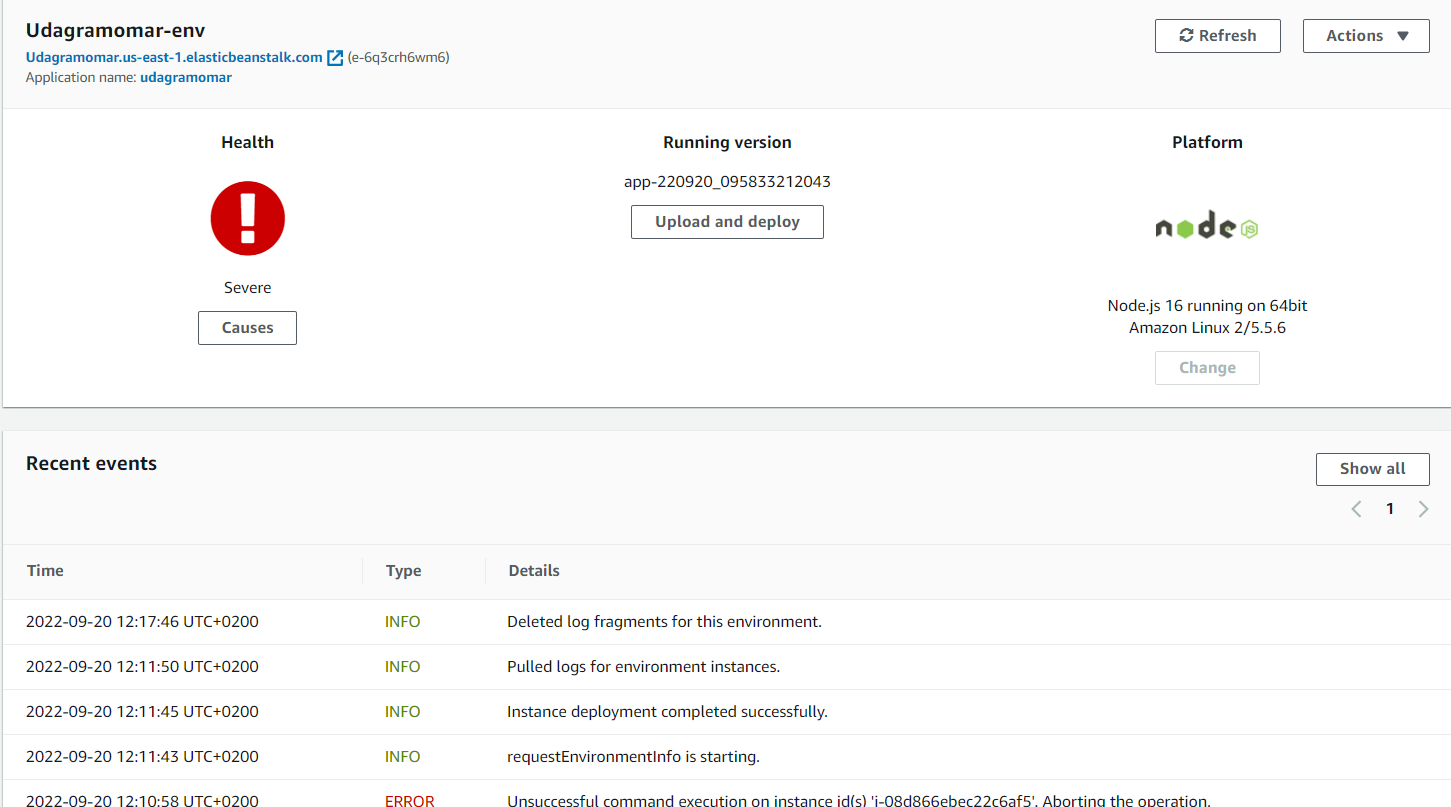 Udagramomar-env
Udagramomar.us-east-1.elasticbeanstalk.com (e-6q3crh6wm6)
Application name: udagramomar
Refresh
Actions
Health
Severe
Causes
Running version
app-220920_095833212043
Upload and deploy
Platform
node JS
Node.js 16 running on 64bit
Amazon Linux 2/5.5.6
Change
Recent events
Show all
1
Time Type Details
2022-09-20 12:17:46 UTC+0200 INFO Deleted log fragments for this environment.
2022-09-20 12:11:50 UTC+0200 INFO Pulled logs for environment instances.
2022-09-20 12:11:45 UTC+0200 INFO Instance deployment completed successfully.
2022-09-20 12:11:43 UTC+0200 INFO requestEnvironmentInfo is starting.
2022-09-20 12:10:58 UTC+0200 ERROR Unsuccessful command execution on instance id(s) 'i-08d866ebec22c6af5'. Aborting the operation.